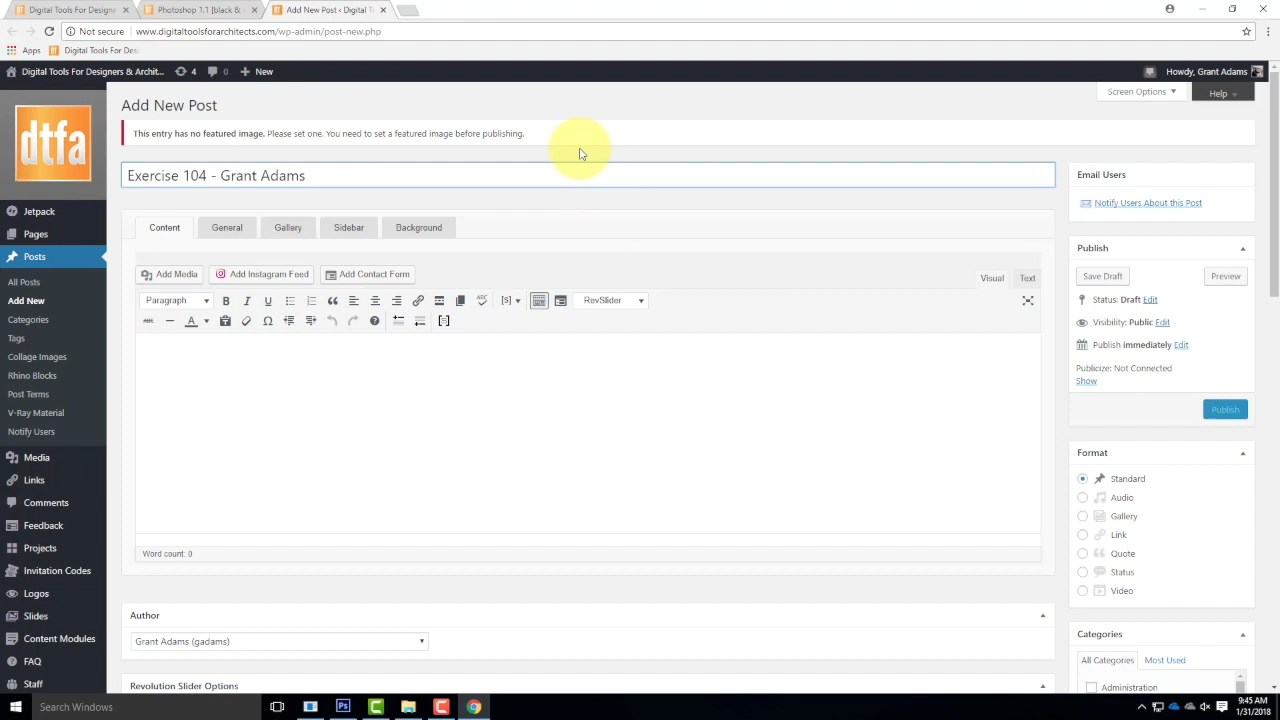 Digital Tools For Designe
Photoshop 1.1 [black &
Add New Post ‹ Digital T
Not secure
www.digitaltoolsforarchitects.com/wp-admin/post-new.php
Apps
Digital Tools For Des
Digital Tools For Designers & Archit...
4
0
New
Howdy, Grant Adams
Screen Options
Help
dtfa
Add New Post
This entry has no featured image. Please set one. You need to set a featured image before publishing.
Exercise 104 - Grant Adams
Jetpack
Pages
Posts
All Posts
Add New
Categories
Tags
Collage Images
Rhino Blocks
Post Terms
V-Ray Material
Notify Users
Media
Links
Comments
Feedback
Projects
Invitation Codes
Logos
Slides
Content Modules
FAQ
Staff
Content
General
Gallery
Sidebar
Background
Add Media
Add Instagram Feed
Add Contact Form
Visual
Text
Paragraph
B
I
U
ABC
[S]
RevSlider
ABC
A
Ω
Word count: 0
Author
Grant Adams (gadams)
Revolution Slider Options
Email Users
Notify Users About this Post
Publish
Save Draft
Preview
Status: Draft Edit
Visibility: Public Edit
Publish immediately Edit
Publicize: Not Connected
Show
Publish
Format
Standard
Audio
Gallery
Link
Quote
Status
Video
Categories
All Categories
Most Used
Administration
Search Windows
Ps
9:45 AM
1/31/2018